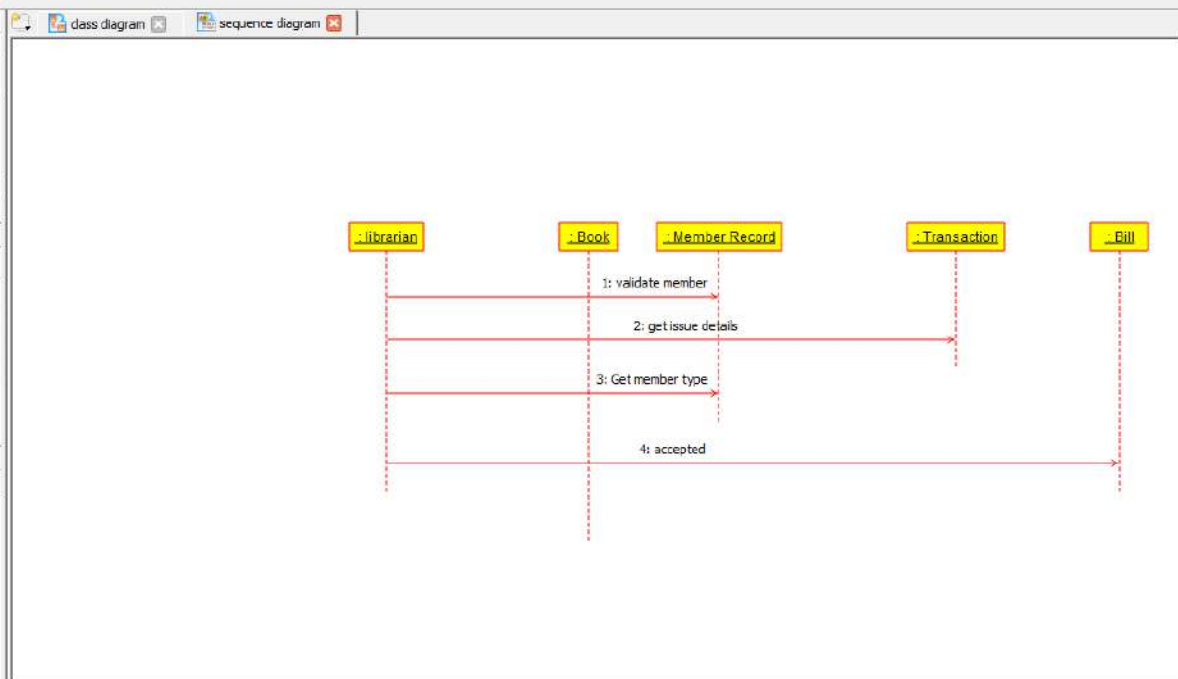 class diagram
sequence diagram
.: librarian
.: Book
.: Member Record
.: Transaction
.: Bill
1: validate member
2: get issue details
3: Get member type
4: accepted